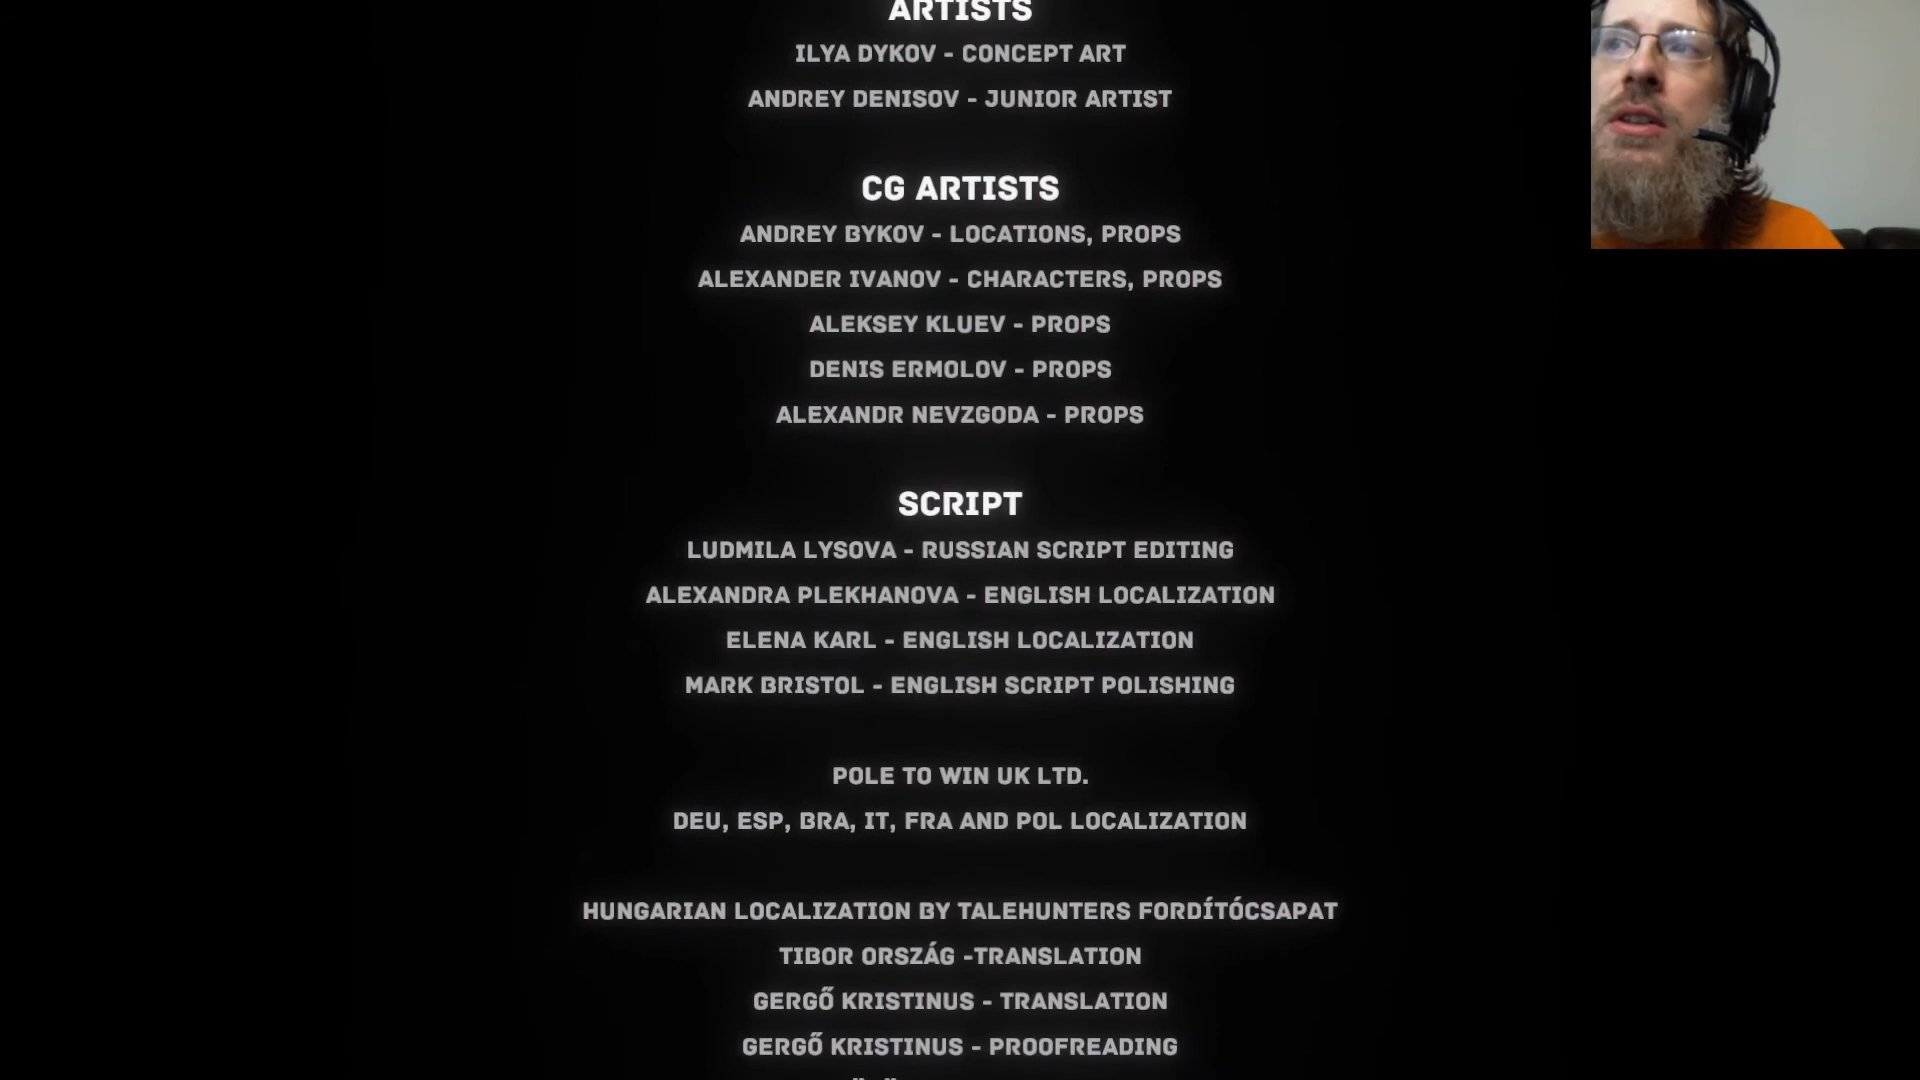 ARTISTS
ILYA DYKOV - CONCEPT ART
ANDREY DENISOV - JUNIOR ARTIST
CG ARTISTS
ANDREY BYKOV - LOCATIONS, PROPS
ALEXANDER IVANOV - CHARACTERS, PROPS
ALEKSEY KLUEV - PROPS
DENIS ERMOLOV - PROPS
ALEXANDR NEVZGODA - PROPS
SCRIPT
LUDMILA LYSOVA - RUSSIAN SCRIPT EDITING
ALEXANDRA PLEKHANOVA - ENGLISH LOCALIZATION
ELENA KARL - ENGLISH LOCALIZATION
MARK BRISTOL - ENGLISH SCRIPT POLISHING
POLE TO WIN UK LTD.
DEU, ESP, BRA, IT, FRA AND POL LOCALIZATION
HUNGARIAN LOCALIZATION BY TALEHUNTERS FORDÍTÓCSAPAT
TIBOR ORSZÁG -TRANSLATION
GERGŐ KRISTINUS - TRANSLATION
GERGŐ KRISTINUS - PROOFREADING